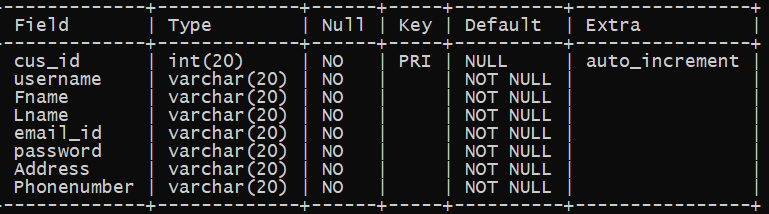 --------------+--------------+------+-----+----------+----------------+
Field         | Type         | Null | Key | Default  | Extra          |
--------------+--------------+------+-----+----------+----------------+
cus_id        | int(20)      | NO   | PRI | NULL     | auto_increment |
username      | varchar(20)  | NO   |     | NOT NULL |                |
Fname         | varchar(20)  | NO   |     | NOT NULL |                |
Lname         | varchar(20)  | NO   |     | NOT NULL |                |
email_id      | varchar(20)  | NO   |     | NOT NULL |                |
password      | varchar(20)  | NO   |     | NOT NULL |                |
Address       | varchar(20)  | NO   |     | NOT NULL |                |
Phonenumber   | varchar(20)  | NO   |     | NOT NULL |                |
--------------+--------------+------+-----+----------+----------------+